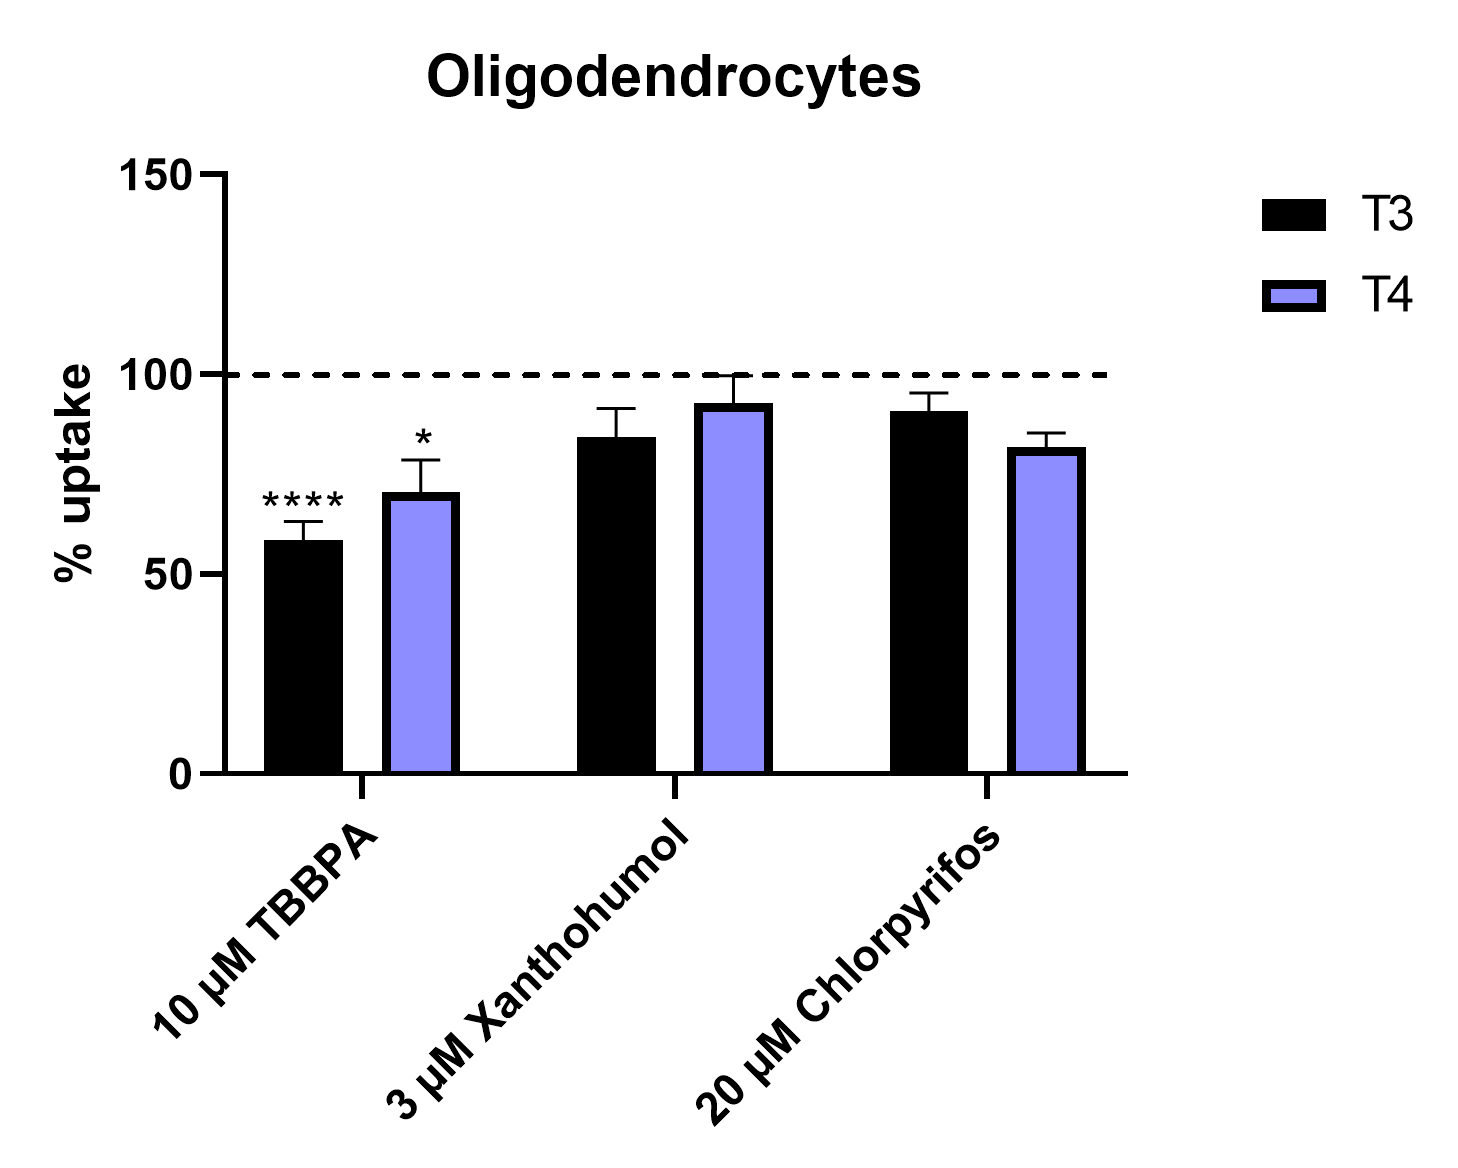 Oligodendrocytes
150
100
50
0
% uptake
****
*
T3
T4
10 µM TBBPA
3 µM Xanthohumol
20 µM Chlorpyrifos